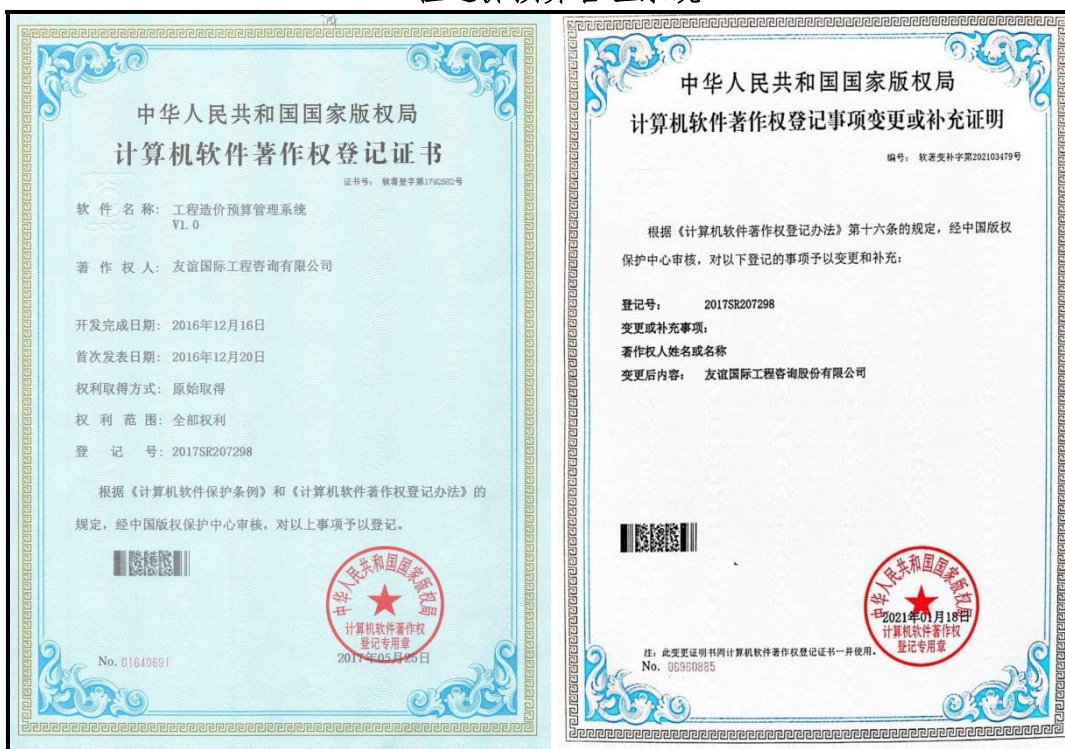 中华人民共和国国家版权局
计算机软件著作权登记证书
证书号: 软著登字第1792582号
软 件 名 称: 工程造价预算管理系统
V1.0
著 作 权 人: 友谊国际工程咨询有限公司
开发完成日期: 2016年12月16日
首次发表日期: 2016年12月20日
权利取得方式: 原始取得
权 利 范 围: 全部权利
登 记 号: 2017SR207298
根据《计算机软件保护条例》和《计算机软件著作权登记办法》的
规定，经中国版权保护中心审核，对以上事项予以登记。
中华人民共和国国家版权局
计算机软件著作权
登记专用章
2017年05月25日
No. 01640691
中华人民共和国国家版权局
计算机软件著作权登记事项变更或补充证明
编号: 软著变补字第202103479号
根据《计算机软件著作权登记办法》第十六条的规定，经中国版权
保护中心审核，对以下登记的事项予以变更和补充:
登记号: 2017SR207298
变更或补充事项:
著作权人姓名或名称
变更后内容: 友谊国际工程咨询股份有限公司
中华人民共和国国家版权局
2021年01月18日
计算机软件著作权
登记专用章
注: 此变更证明书同计算机软件著作权登记证书一并使用。
No. 06960885